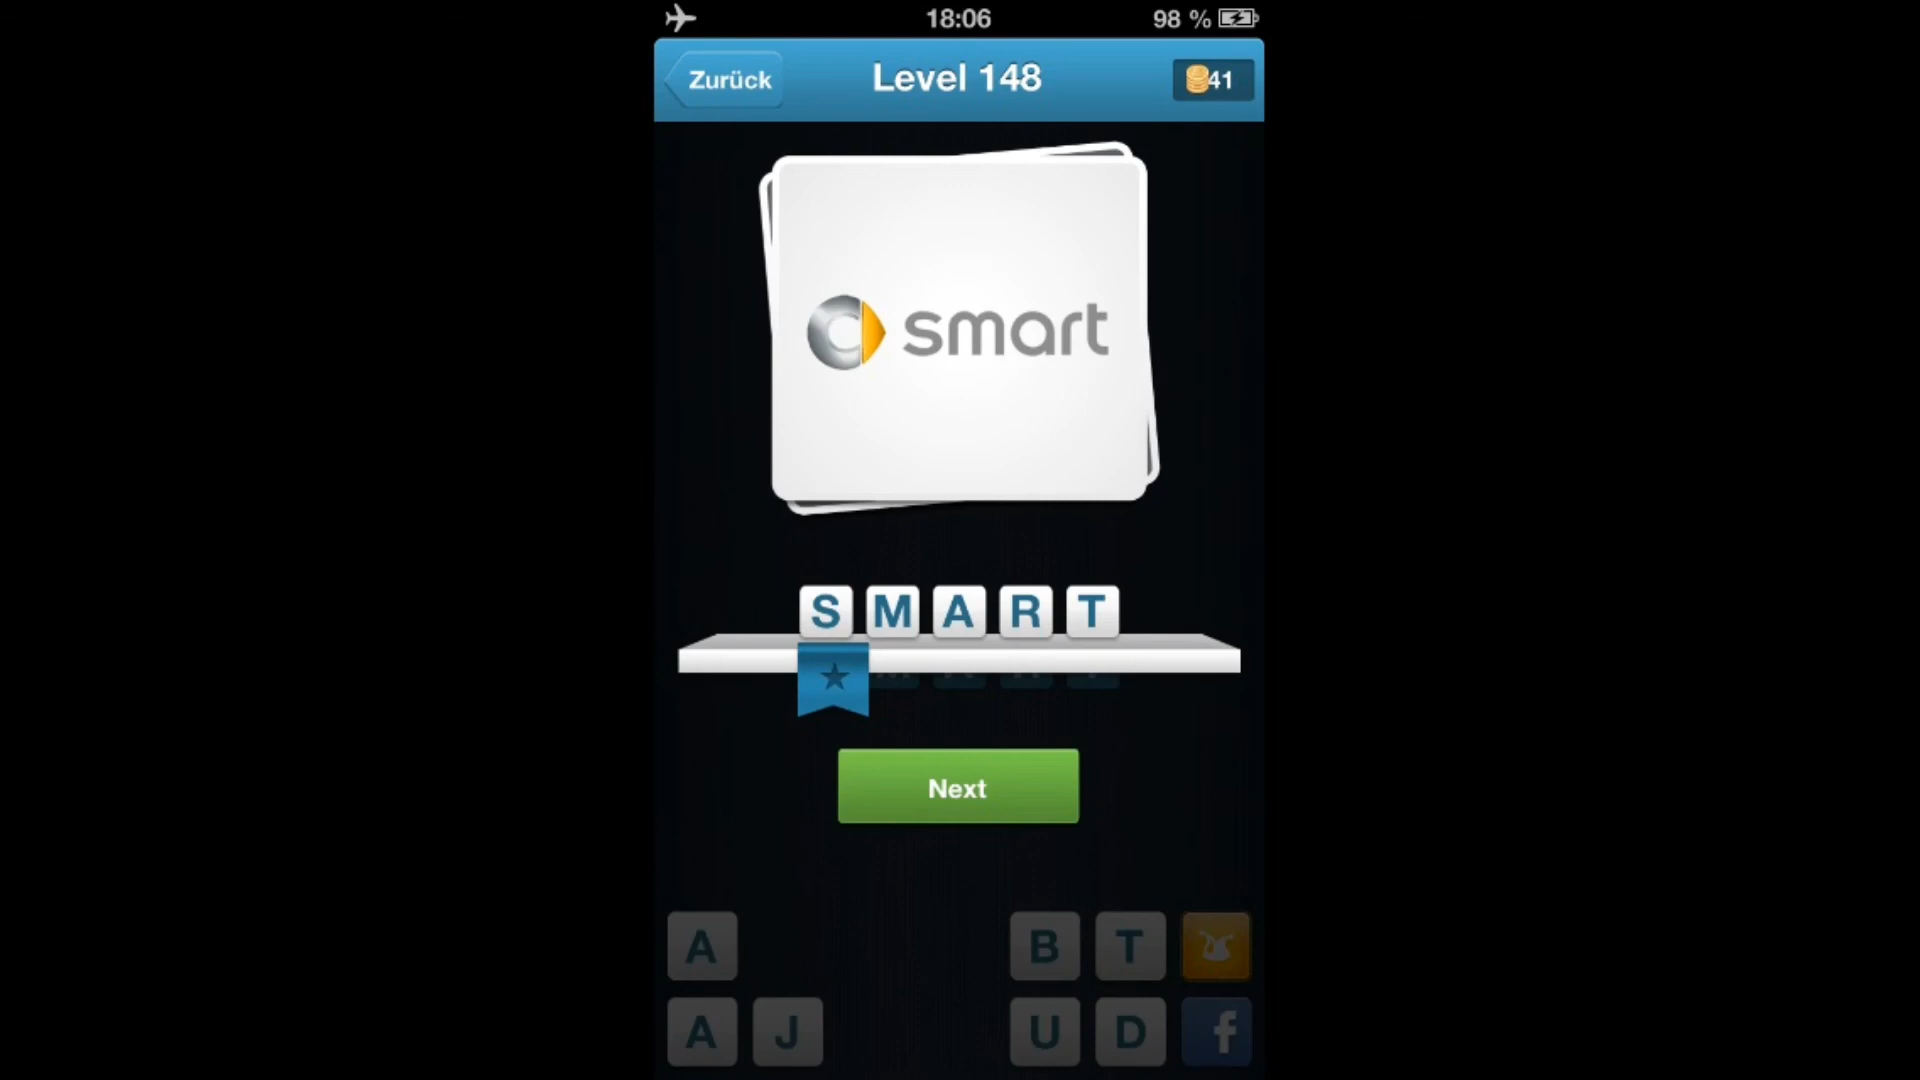 18:06 98 %
Zurück Level 148 41
smart
S M A R T
Next
A B T
A J U D f